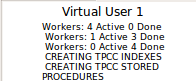 Virtual User 1
Workers: 4 Active 0 Done
Workers: 1 Active 3 Done
Workers: 0 Active 4 Done
CREATING TPCC INDEXES
CREATING TPCC STORED
PROCEDURES